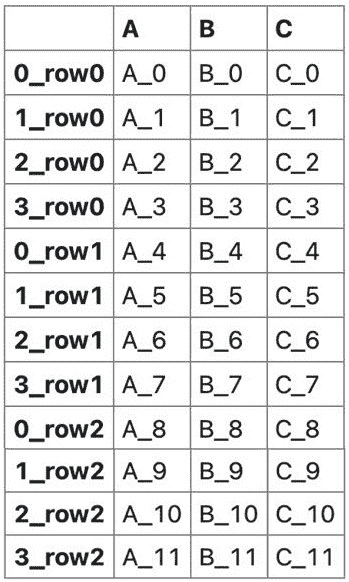 A B C
0_row0 A_0 B_0 C_0
1_row0 A_1 B_1 C_1
2_row0 A_2 B_2 C_2
3_row0 A_3 B_3 C_3
0_row1 A_4 B_4 C_4
1_row1 A_5 B_5 C_5
2_row1 A_6 B_6 C_6
3_row1 A_7 B_7 C_7
0_row2 A_8 B_8 C_8
1_row2 A_9 B_9 C_9
2_row2 A_10 B_10 C_10
3_row2 A_11 B_11 C_11